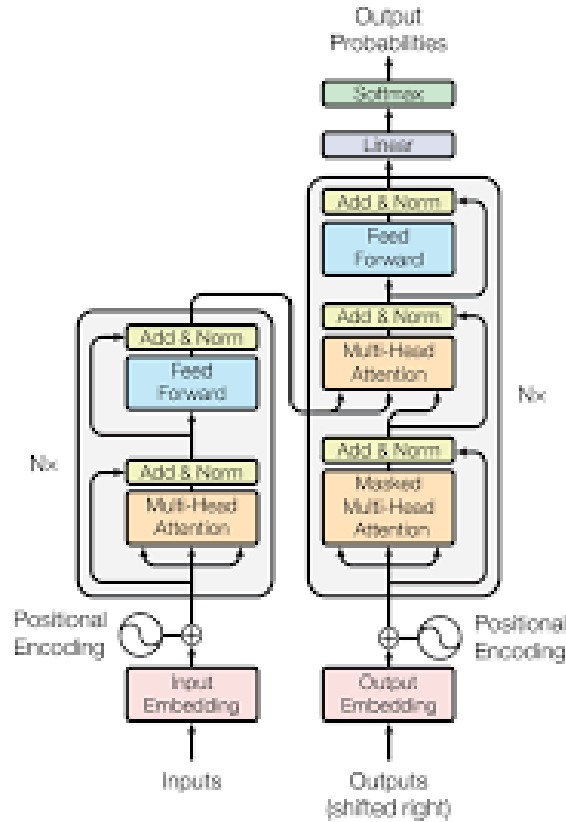 Output
Probabilities
Softmax
Linear
Add & Norm
Feed
Forward
Add & Norm
Multi-Head
Attention
Add & Norm
Masked
Multi-Head
Attention
Nx
Add & Norm
Feed
Forward
Add & Norm
Multi-Head
Attention
Nx
Positional
Encoding
Positional
Encoding
Input
Embedding
Output
Embedding
Inputs
Outputs
(shifted right)